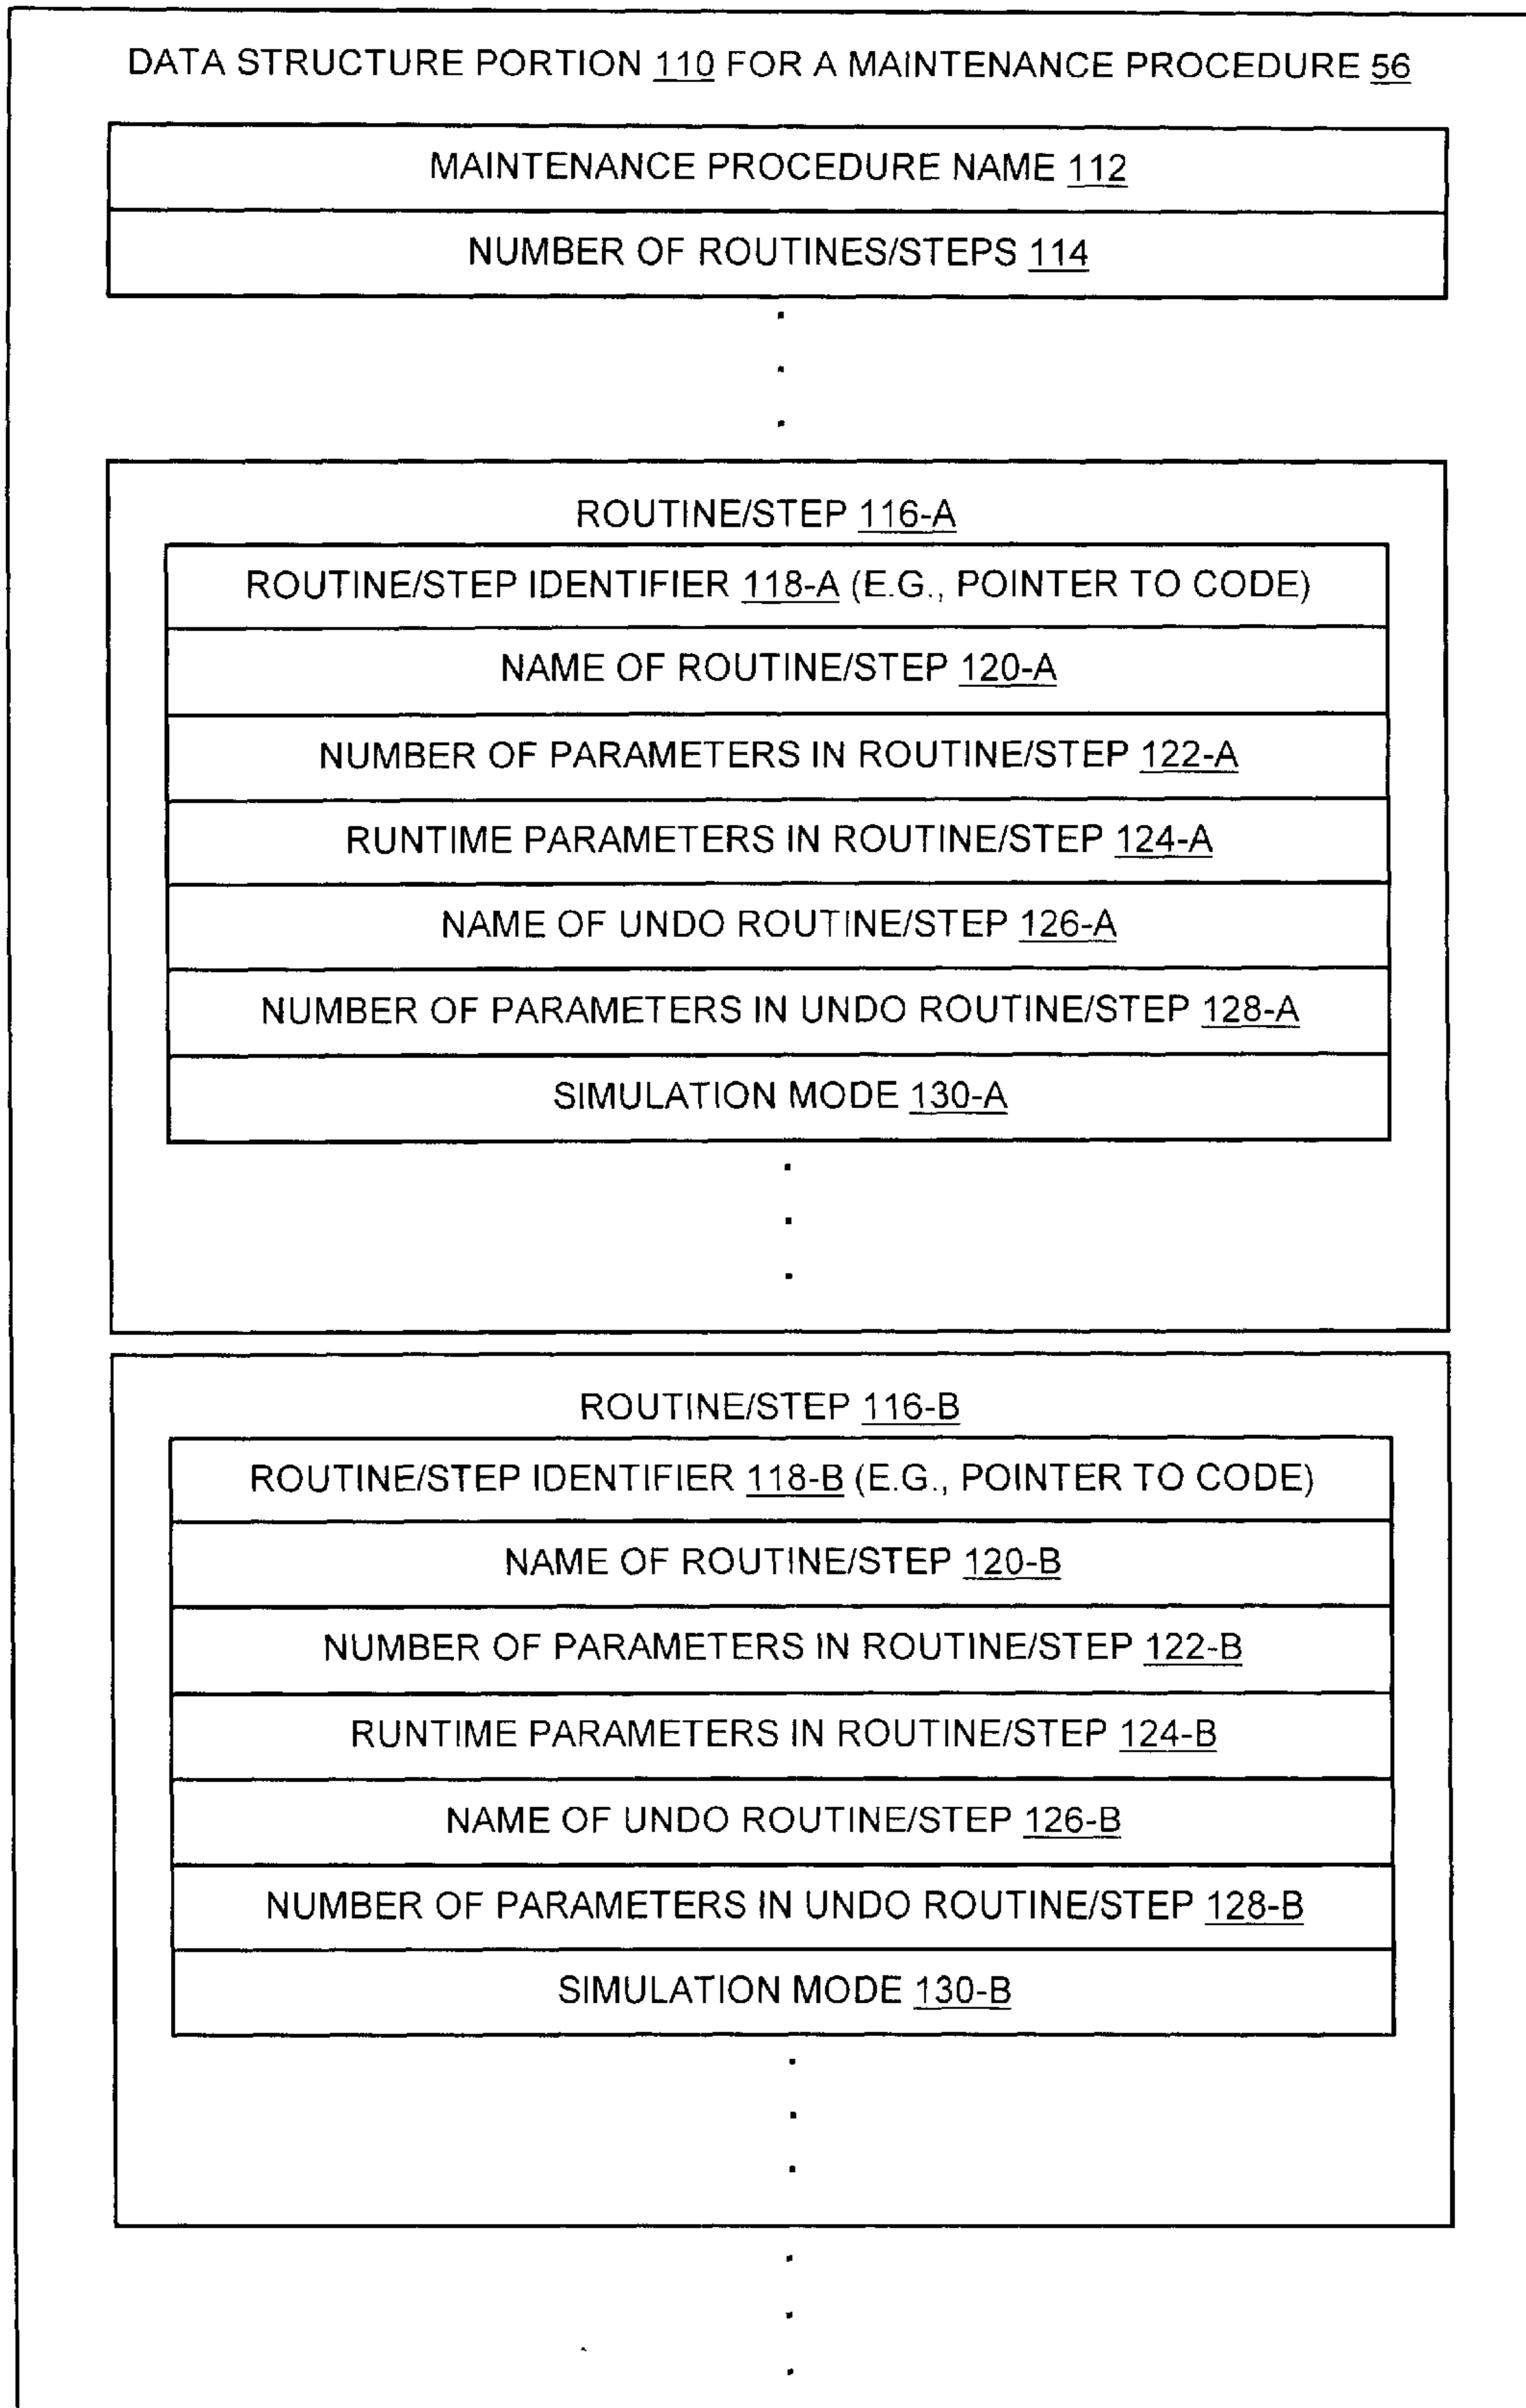 DATA STRUCTURE PORTION 110 FOR A MAINTENANCE PROCEDURE 56
MAINTENANCE PROCEDURE NAME 112
NUMBER OF ROUTINES/STEPS 114
ROUTINE/STEP 116-A
ROUTINE/STEP IDENTIFIER 118-A (E.G., POINTER TO CODE)
NAME OF ROUTINE/STEP 120-A
NUMBER OF PARAMETERS IN ROUTINE/STEP 122-A
RUNTIME PARAMETERS IN ROUTINE/STEP 124-A
NAME OF UNDO ROUTINE/STEP 126-A
NUMBER OF PARAMETERS IN UNDO ROUTINE/STEP 128-A
SIMULATION MODE 130-A
ROUTINE/STEP 116-B
ROUTINE/STEP IDENTIFIER 118-B (E.G., POINTER TO CODE)
NAME OF ROUTINE/STEP 120-B
NUMBER OF PARAMETERS IN ROUTINE/STEP 122-B
RUNTIME PARAMETERS IN ROUTINE/STEP 124-B
NAME OF UNDO ROUTINE/STEP 126-B
NUMBER OF PARAMETERS IN UNDO ROUTINE/STEP 128-B
SIMULATION MODE 130-B